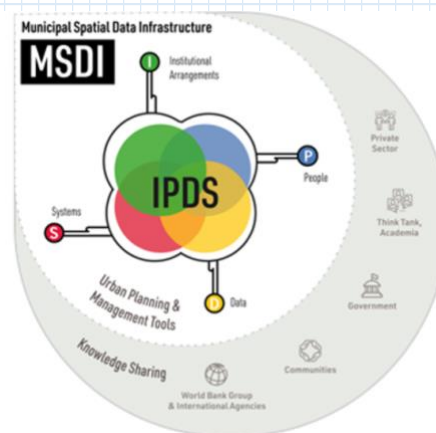 Municipal Spatial Data Infrastructure
MSDI
I
Institutional
Arrangements
IPDS
P
People
Systems
S
D
Data
Urban Planning &
Management Tools
Knowledge Sharing
Private
Sector
Think Tank,
Academia
Government
Communities
World Bank Group
& International Agencies